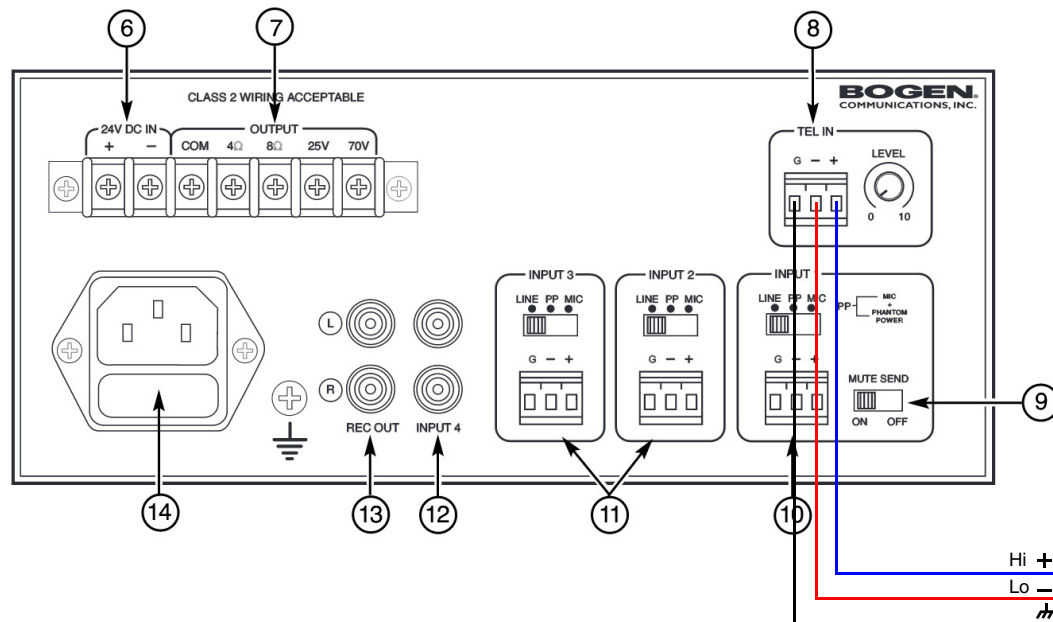 6
7
8
CLASS 2 WIRING ACCEPTABLE
BOGEN
COMMUNICATIONS, INC.
24V DC IN
+ −
OUTPUT
COM 4Ω 8Ω 25V 70V
TEL IN
G − +
LEVEL
0 10
INPUT 3
LINE PP MIC
G − +
INPUT 2
LINE PP MIC
G − +
INPUT 1
LINE PP MIC
G − +
PP
MIC
+
PHANTOM
POWER
MUTE SEND
ON OFF
9
L
R
REC OUT
INPUT 4
14
13
12
11
10
Hi +
Lo −